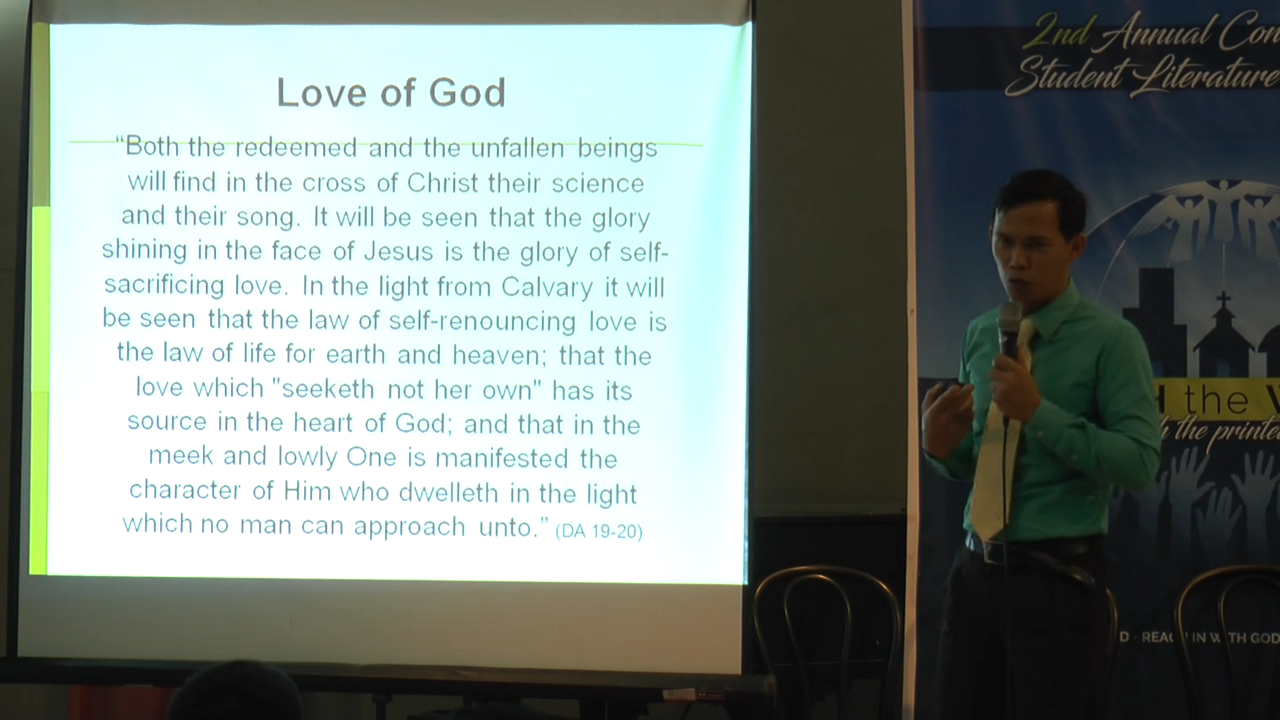 Love of God
“Both the redeemed and the unfallen beings
will find in the cross of Christ their science
and their song. It will be seen that the glory
shining in the face of Jesus is the glory of self-
sacrificing love. In the light from Calvary it will
be seen that the law of self-renouncing love is
the law of life for earth and heaven; that the
love which "seeketh not her own" has its
source in the heart of God; and that in the
meek and lowly One is manifested the
character of Him who dwelleth in the light
which no man can approach unto.” (DA 19-20)
2nd Annual Con
Student Literature
the
the printe